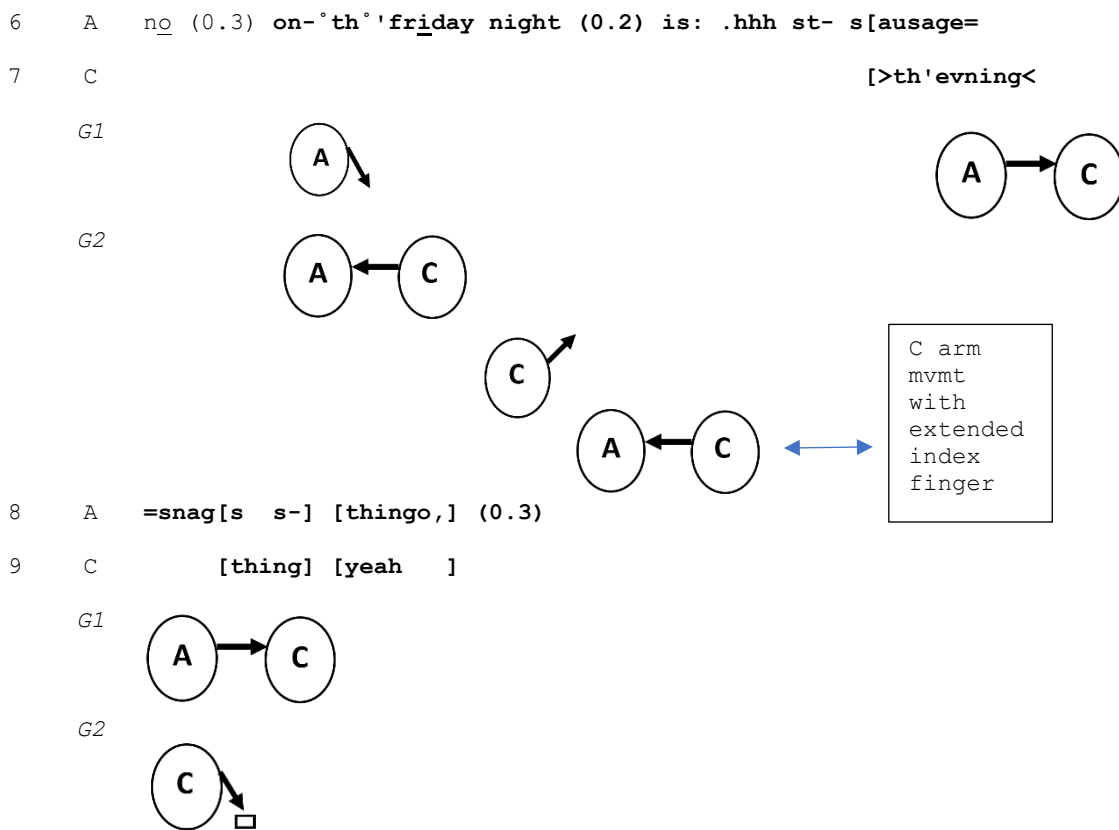 6 A no (0.3) on-˚th˚'friday night (0.2) is: .hhh st- s[ausage=
7 C [>th'evning<
G1
A
A C
G2
A C
C
A C
C arm
mvmt
with
extended
index
finger
8 A =snag[s s-] [thingo,] (0.3)
9 C [thing] [yeah ]
G1
A C
G2
C